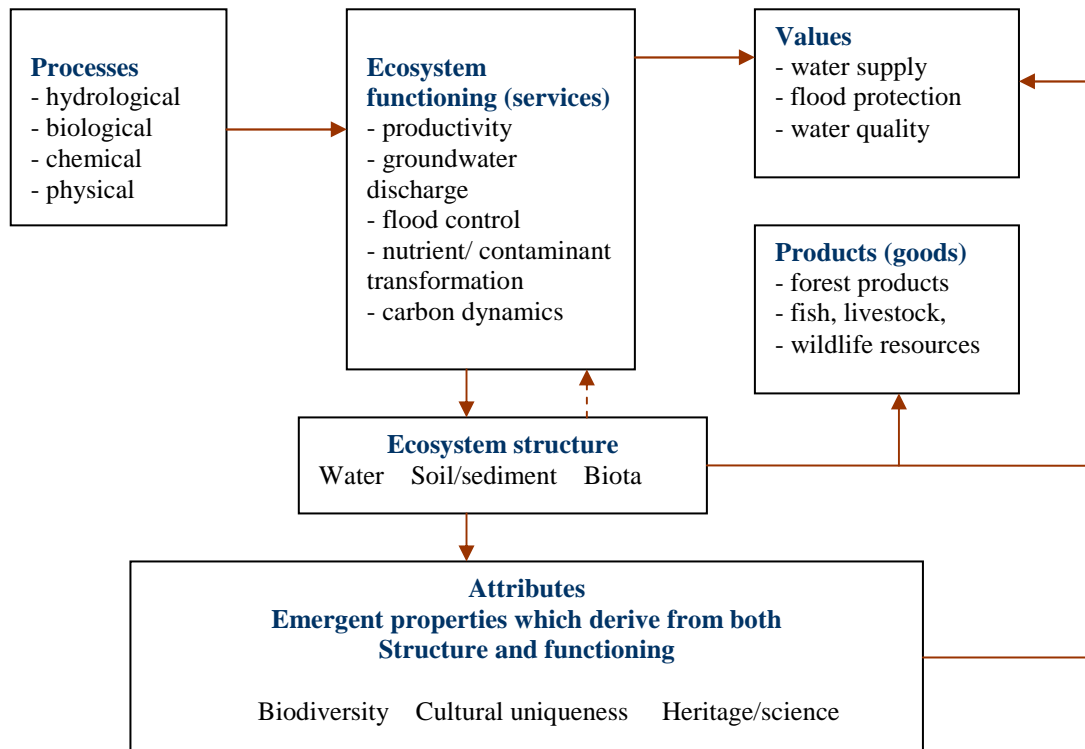 Processes
- hydrological
- biological
- chemical
- physical
Ecosystem
functioning (services)
- productivity
- groundwater
discharge
- flood control
- nutrient/ contaminant
transformation
- carbon dynamics
Values
- water supply
- flood protection
- water quality
Products (goods)
- forest products
- fish, livestock,
- wildlife resources
Ecosystem structure
Water Soil/sediment Biota
Attributes
Emergent properties which derive from both
Structure and functioning
Biodiversity Cultural uniqueness Heritage/science